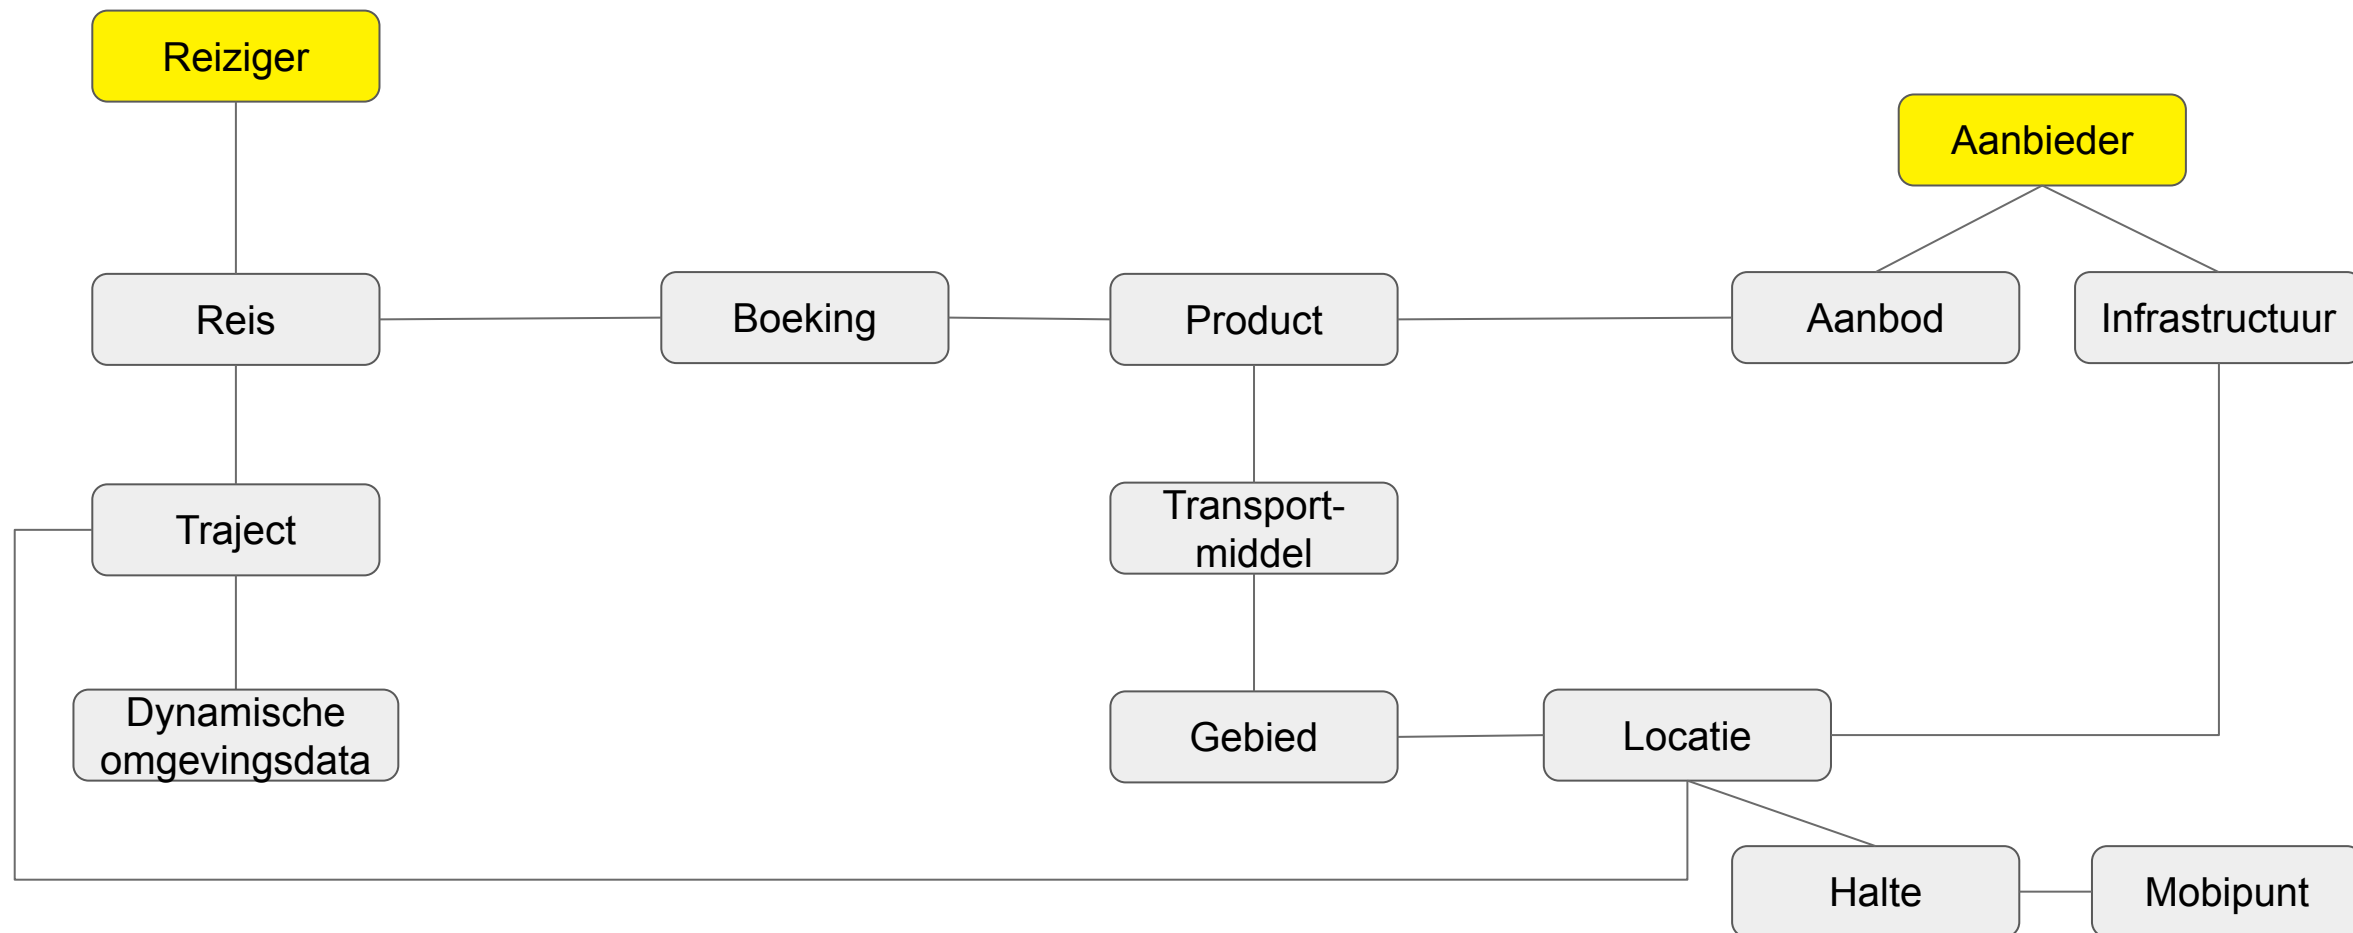 Reiziger
Aanbieder
Reis
Boeking
Product
Aanbod
Infrastructuur
Traject
Transport-
middel
Dynamische
omgevingsdata
Gebied
Locatie
Halte
Mobipunt